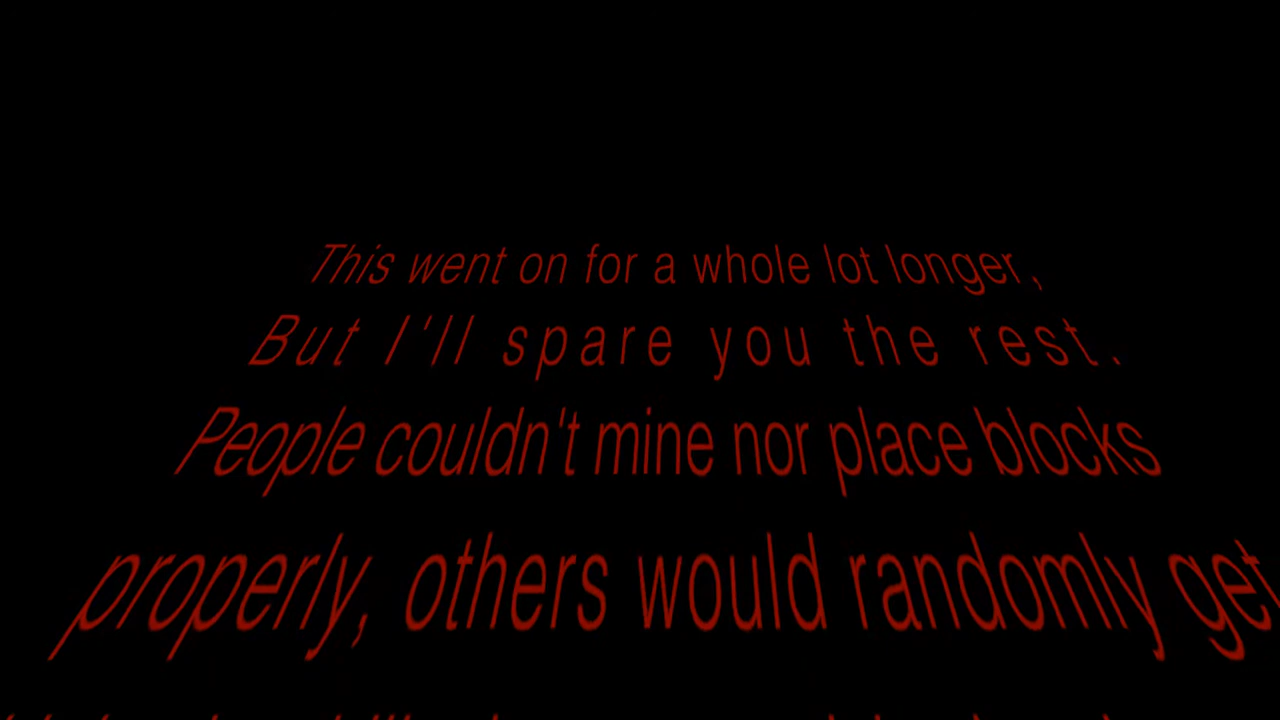 This went on for a whole lot longer,
But I'll spare you the rest.
People couldn't mine nor place blocks
properly, others would randomly get